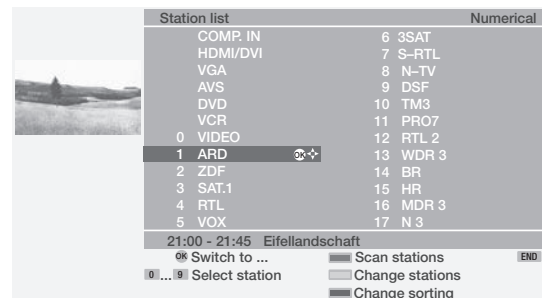 Station list Numerical
COMP. IN
HDMI/DVI
VGA
AVS
DVD
VCR
0 VIDEO
1 ARD OK
2 ZDF
3 SAT.1
4 RTL
5 VOX
6 3SAT
7 S–RTL
8 N–TV
9 DSF
10 TM3
11 PRO7
12 RTL 2
13 WDR 3
14 BR
15 HR
16 MDR 3
17 N 3
21:00 - 21:45 Eifellandschaft
OK Switch to ... Scan stations END
0 ... 9 Select station Change stations
Change sorting